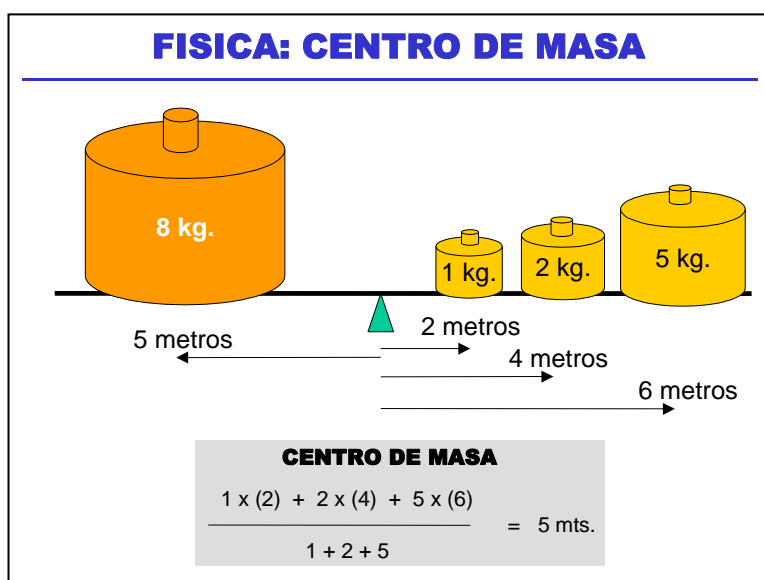 FISICA: CENTRO DE MASA
8 kg.
1 kg.
2 kg.
5 kg.
5 metros
2 metros
4 metros
6 metros
CENTRO DE MASA
1 x (2) + 2 x (4) + 5 x (6)
1 + 2 + 5
= 5 mts.